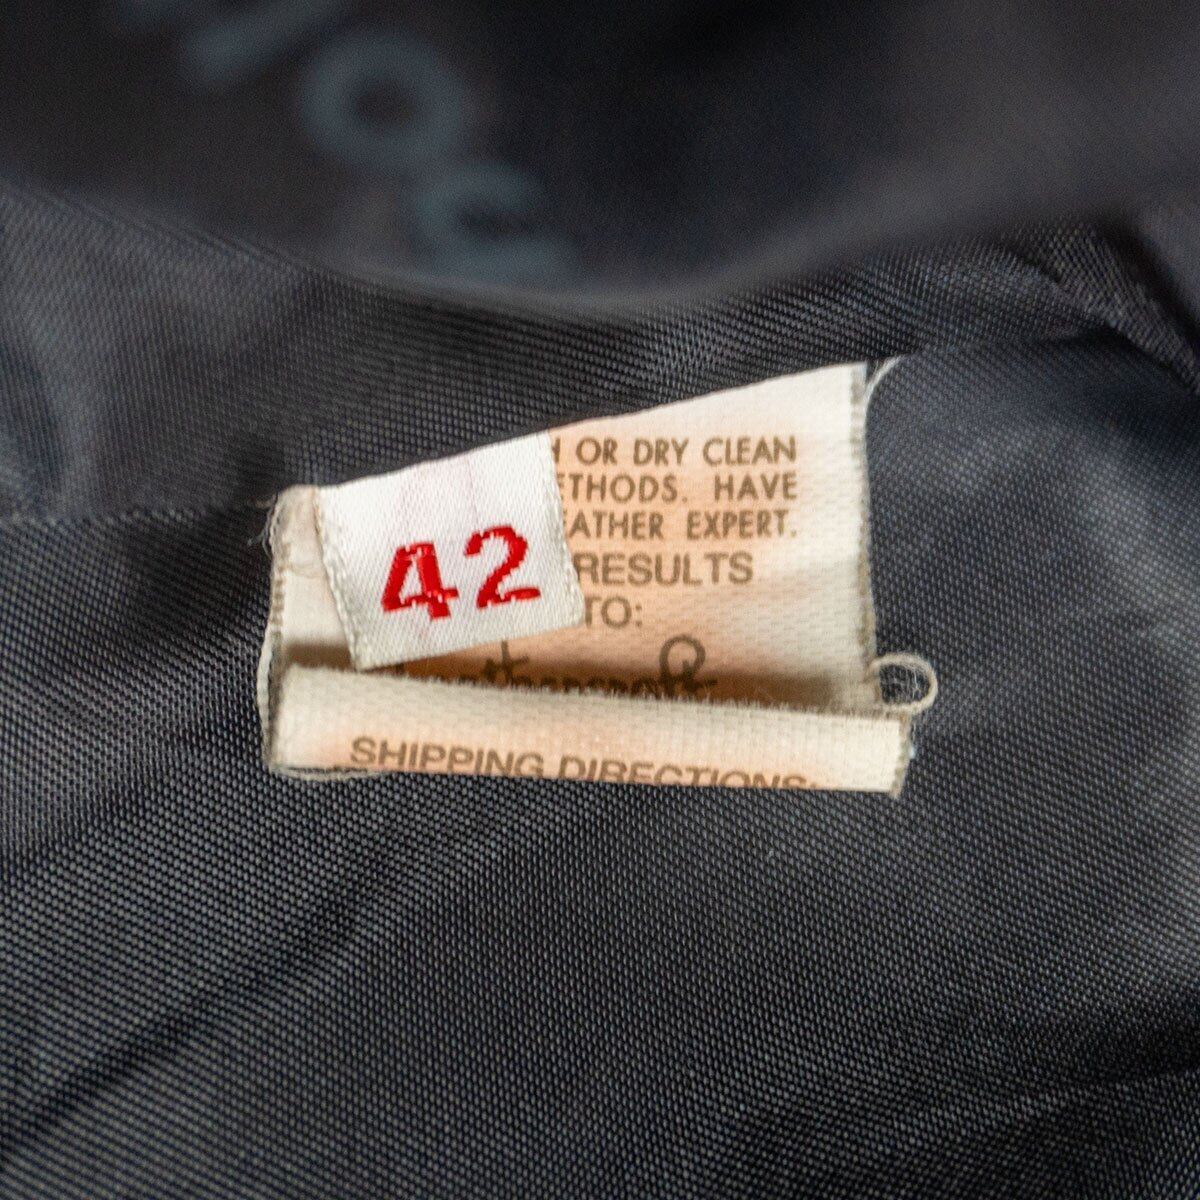 42
OR DRY CLEAN
ETHODS. HAVE
EATHER EXPERT.
RESULTS
TO:
SHIPPING DIRECTIONS: